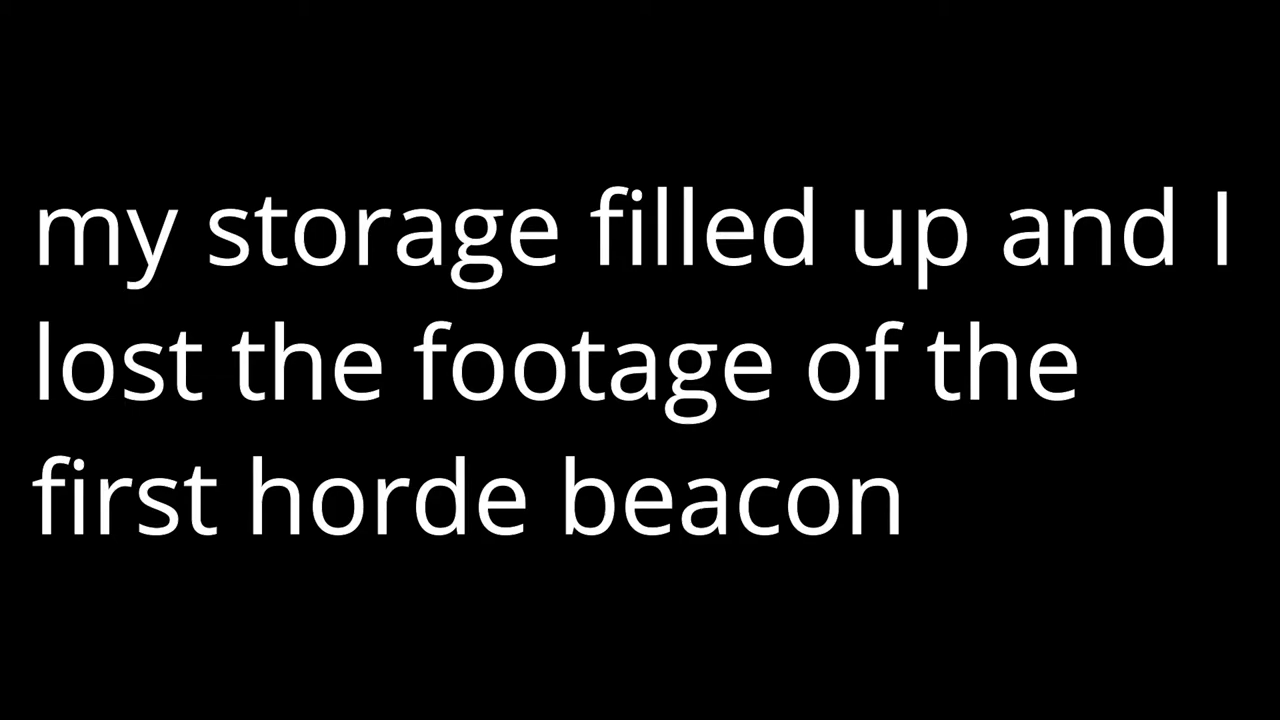 my storage filled up and I
lost the footage of the
first horde beacon